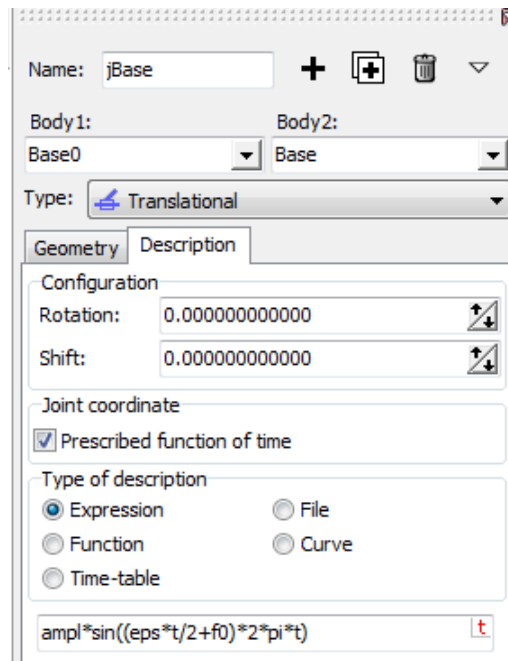 Name: jBase
Body1: Body2:
Base0 Base
Type: Translational
Geometry Description
Configuration
Rotation: 0.000000000000
Shift: 0.000000000000
Joint coordinate
Prescribed function of time
Type of description
Expression File
Function Curve
Time-table
ampl*sin((eps*t/2+f0)*2*pi*t) t